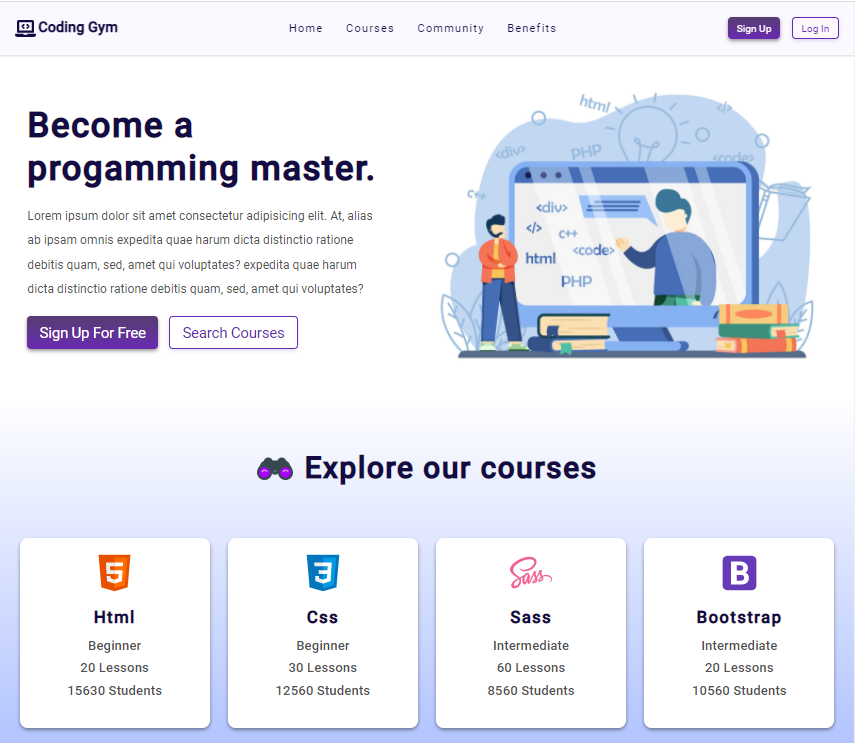 Coding Gym
Home Courses Community Benefits
Sign Up Log In
Become a
progamming master.
Lorem ipsum dolor sit amet consectetur adipisicing elit. At, alias
ab ipsam omnis expedita quae harum dicta distinctio ratione
debitis quam, sed, amet qui voluptates? expedita quae harum
dicta distinctio ratione debitis quam, sed, amet qui voluptates?
Sign Up For Free Search Courses
html
</>
<div>
PHP
<code>
C++
<div>
</>
c++
<code>
html
PHP
Explore our courses
5 3 Sass B
Html Css Sass Bootstrap
Beginner Beginner Intermediate Intermediate
20 Lessons 30 Lessons 60 Lessons 20 Lessons
15630 Students 12560 Students 8560 Students 10560 Students